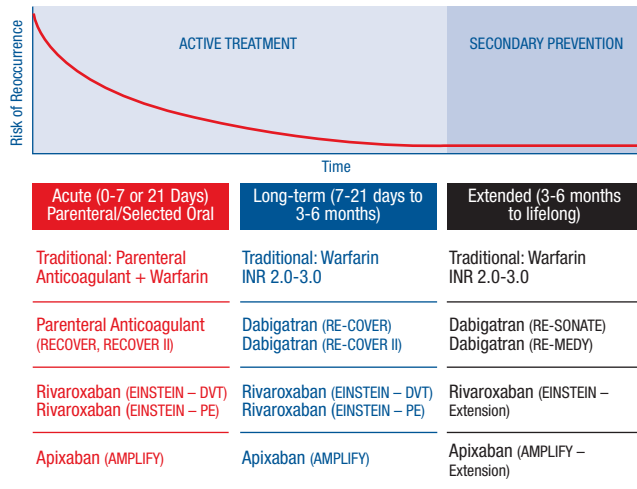 Risk of Reoccurrence
ACTIVE TREATMENT
SECONDARY PREVENTION
Time
Acute (0-7 or 21 Days)
Parenteral/Selected Oral
Long-term (7-21 days to
3-6 months)
Extended (3-6 months
to lifelong)
Traditional: Parenteral
Anticoagulant + Warfarin
Traditional: Warfarin
INR 2.0-3.0
Traditional: Warfarin
INR 2.0-3.0
Parenteral Anticoagulant
(RECOVER, RECOVER II)
Dabigatran (RE-COVER)
Dabigatran (RE-COVER II)
Dabigatran (RE-SONATE)
Dabigatran (RE-MEDY)
Rivaroxaban (EINSTEIN – DVT)
Rivaroxaban (EINSTEIN – PE)
Rivaroxaban (EINSTEIN – DVT)
Rivaroxaban (EINSTEIN – PE)
Rivaroxaban (EINSTEIN –
Extension)
Apixaban (AMPLIFY)
Apixaban (AMPLIFY)
Apixaban (AMPLIFY –
Extension)